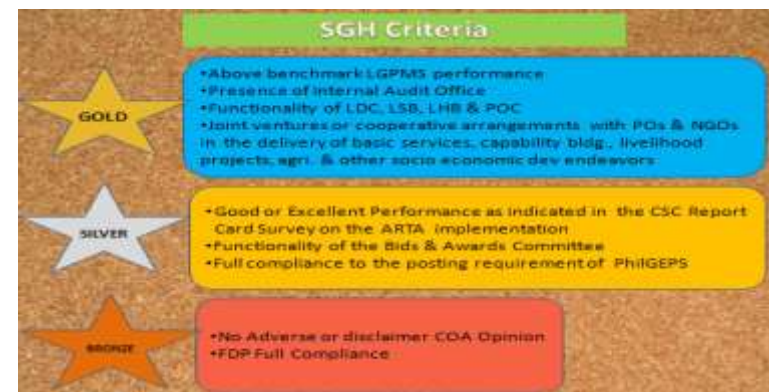 SGH Criteria
GOLD
•Above benchmark LGPMS performance
•Presence of Internal Audit Office
•Functionality of LDC, LSB, LHB & POC
•Joint ventures or cooperative arrangements with POs & NGOs
in the delivery of basic services, capability bldg., livelihood
projects, agri. & other socio economic dev endeavors
SILVER
•Good or Excellent Performance as indicated in the CSC Report
Card Survey on the ARTA implementation
•Functionality of the Bids & Awards Committee
•Full compliance to the posting requirement of PhilGEPS
BRONZE
•No Adverse or disclaimer COA Opinion
•FDP Full Compliance